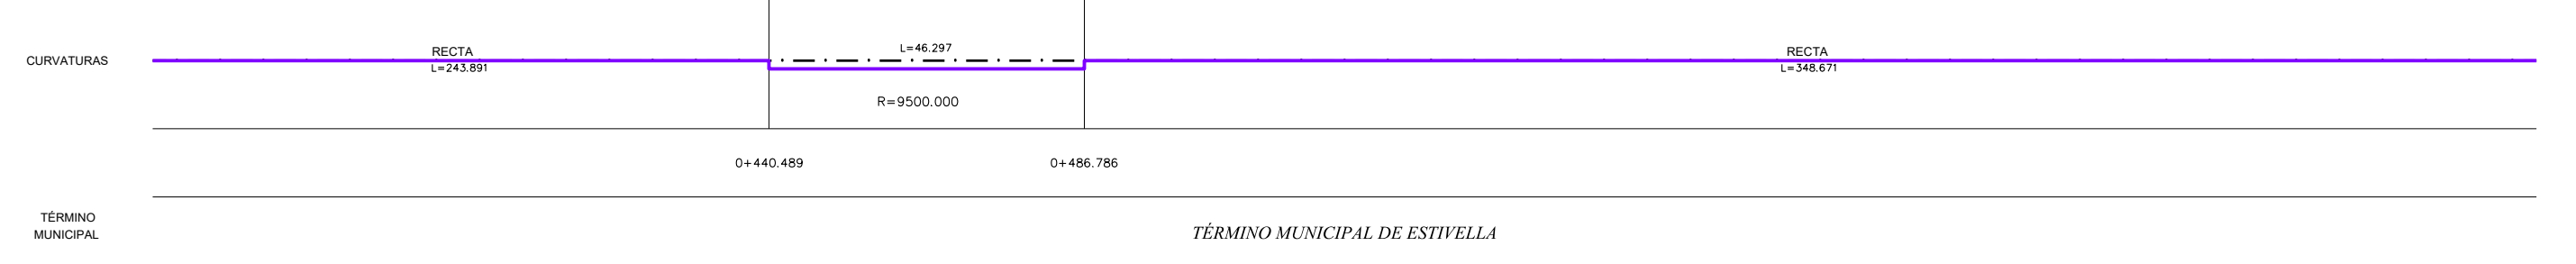 CURVATURAS
RECTA
L=243.891
L=46.297
R=9500.000
RECTA
L=348.671
0+440.489
0+486.786
TÉRMINO
MUNICIPAL
TÉRMINO MUNICIPAL DE ESTIVELLA